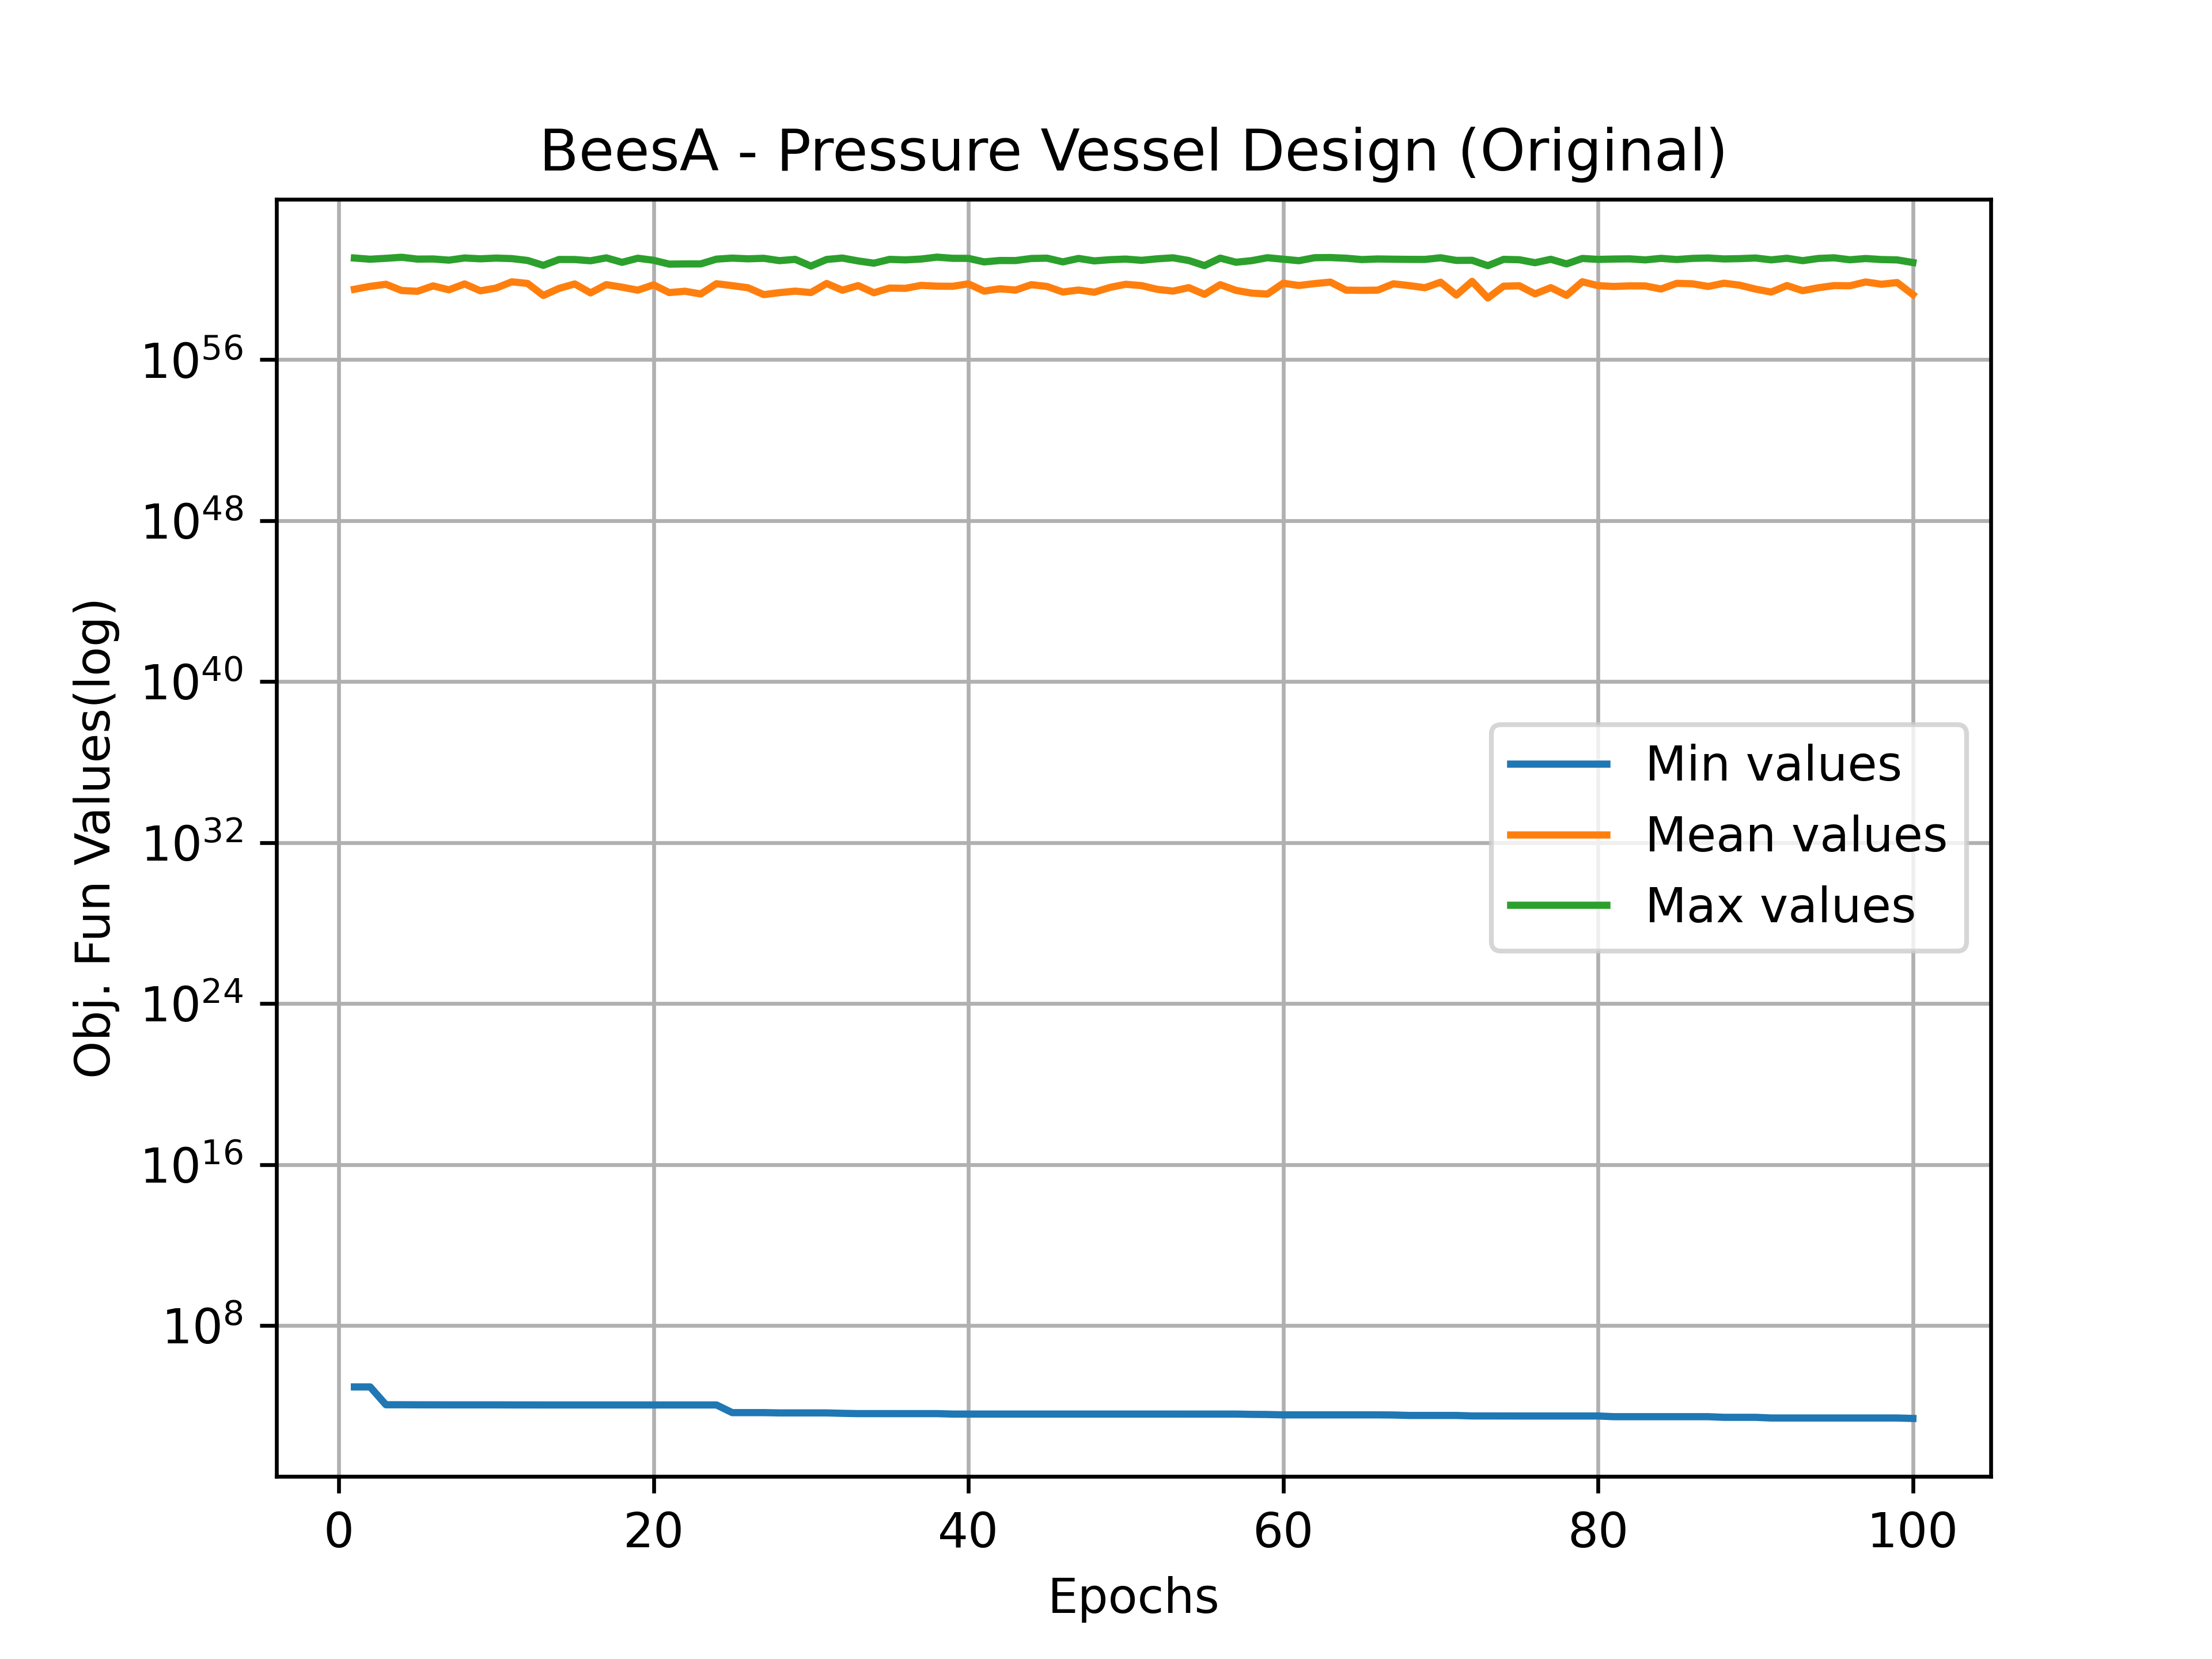 BeesA - Pressure Vessel Design (Original)
Obj. Fun Values(log)
10^56
10^48
10^40
10^32
10^24
10^16
10^8
Min values
Mean values
Max values
0 20 40 60 80 100
Epochs